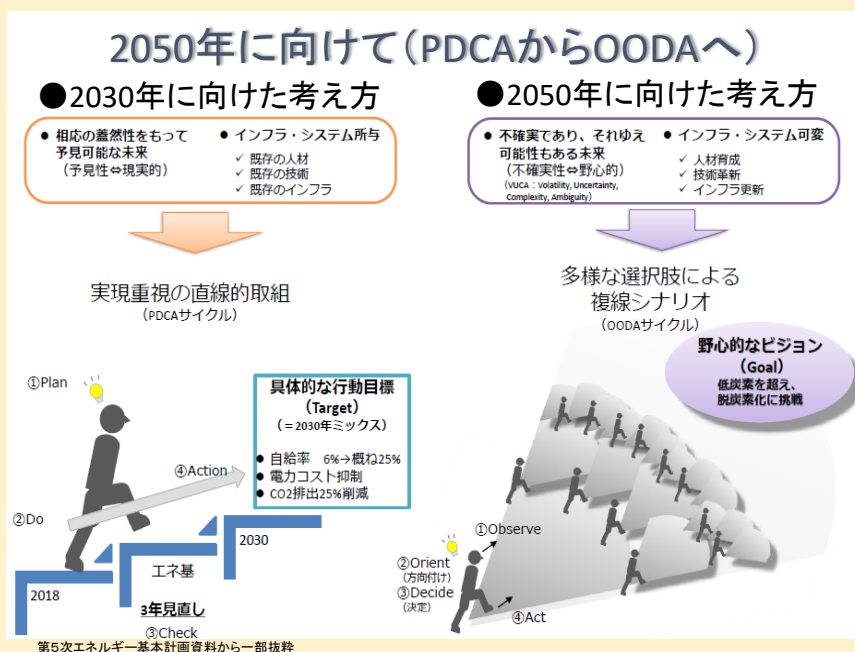 2050年に向けて(PDCAからOODAへ)
●2030年に向けた考え方
● 相応の蓋然性をもって
予見可能な未来
（予見性⇔現実的）
● インフラ・システム所与
✓ 既存の人材
✓ 既存の技術
✓ 既存のインフラ
実現重視の直線的取組
（PDCAサイクル）
①Plan
②Do
④Action
具体的な行動目標
（Target）
（＝2030年ミックス）
● 自給率　6%→概ね25%
● 電力コスト抑制
● CO2排出25%削減
2018
エネ基
2030
3年見直し
③Check
●2050年に向けた考え方
● 不確実であり、それゆえ
可能性もある未来
（不確実性⇔野心的）
（VUCA：Volatility, Uncertainty,
Complexity, Ambiguity）
● インフラ・システム可変
✓ 人材育成
✓ 技術革新
✓ インフラ更新
多様な選択肢による
複線シナリオ
（OODAサイクル）
野心的なビジョン
（Goal）
低炭素を超え、
脱炭素化に挑戦
①Observe
②Orient
（方向付け）
③Decide
（決定）
④Act
第5次エネルギー基本計画資料から一部抜粋